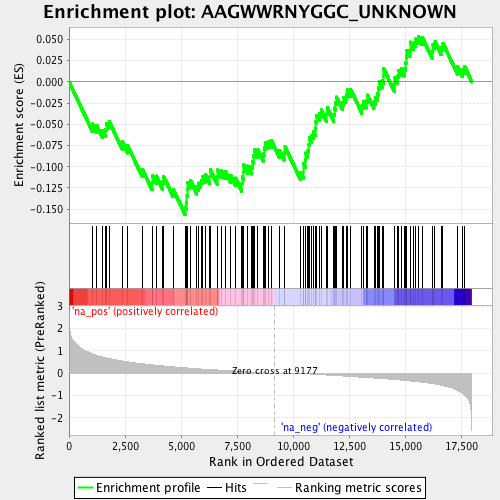 Enrichment plot: AAGWWRNYGGC_UNKNOWN
Enrichment score (ES)
0.050
0.025
0.000
-0.025
-0.050
-0.075
-0.100
-0.125
-0.150
'na_pos' (positively correlated)
Ranked list metric (PreRanked)
3
2
1
0
-1
-2
Zero cross at 9177
'na_neg' (negatively correlated)
0
2,500
5,000
7,500
10,000
12,500
15,000
17,500
Rank in Ordered Dataset
Enrichment profile
Hits
Ranking metric scores